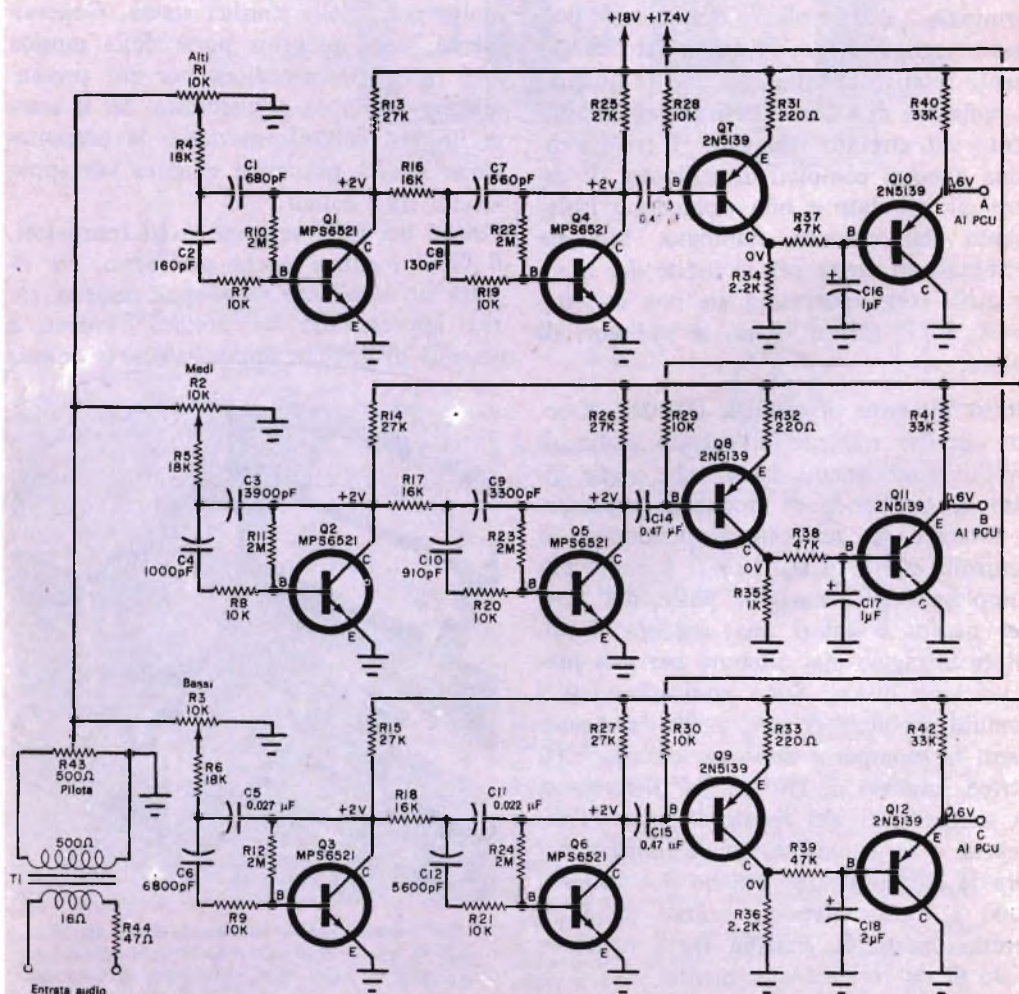 +18V +17.4V
Alti
R1
10K
R13
27K
R25
27K
R28
10K
R31
220Ω
R40
33K
R4
18K
C1
680pF
+2V
R16
16K
C7
560pF
+2V
B
Q7
2N5139
E
C
Q10
2N5139
0,6V
A
AI PCU
C2
160pF
R10
2M
Q1
MPS6521
C8
130pF
R22
2M
Q4
MPS6521
R37
47K
0V
R34
2.2K
C16
1μF
B
E
C
R7
10K
B
C
E
R19
10K
B
C
E
Medi
R2
10K
R14
27K
R26
27K
R29
10K
R32
220Ω
R41
33K
R5
18K
C3
3900pF
+2V
R17
16K
C9
3300pF
+2V
C14
0,47 μF
B
Q8
2N5139
E
C
Q11
2N5139
0,6V
B
AI PCU
C4
1000pF
R11
2M
Q2
MPS6521
C10
910pF
R23
2M
Q5
MPS6521
R38
47K
0V
R35
1K
+
C17
1μF
B
E
C
R8
10K
B
C
E
R20
10K
B
C
E
Bassi
R3
10K
R15
27K
R27
27K
R30
10K
R33
220Ω
R42
33K
R43
500Ω
Pilota
R6
18K
C5
0,027 μF
+2V
R18
16K
C11
0,022 μF
+2V
C15
0,47 μF
B
Q9
2N5139
E
C
Q12
2N5139
0,6V
C
AI PCU
500Ω
T1
16Ω
R44
47Ω
C6
6800pF
R12
2M
Q3
MPS6521
C12
5600pF
R24
2M
Q6
MPS6521
R39
47K
0V
R36
2.2K
+
C18
2μF
B
E
C
R9
10K
B
C
E
R21
10K
B
C
E
Entrata audio